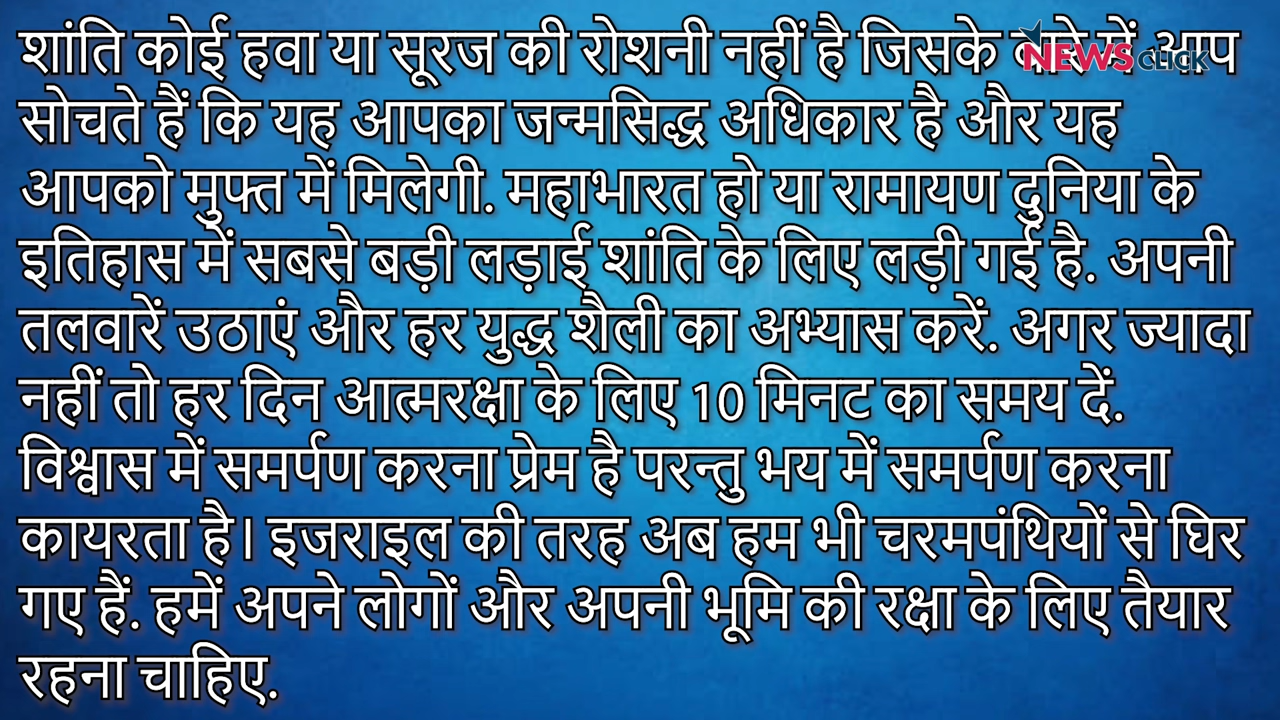 शांति कोई हवा या सूरज की रोशनी नहीं है जिसके बारे में आप
NEWSCLICK
सोचते हैं कि यह आपका जन्मसिद्ध अधिकार है और यह
आपको मुफ्त में मिलेगी. महाभारत हो या रामायण दुनिया के
इतिहास में सबसे बड़ी लड़ाई शांति के लिए लड़ी गई है. अपनी
तलवारें उठाएं और हर युद्ध शैली का अभ्यास करें. अगर ज्यादा
नहीं तो हर दिन आत्मरक्षा के लिए 10 मिनट का समय दें.
विश्वास में समर्पण करना प्रेम है परन्तु भय में समर्पण करना
कायरता है। इजराइल की तरह अब हम भी चरमपंथियों से घिर
गए हैं. हमें अपने लोगों और अपनी भूमि की रक्षा के लिए तैयार
रहना चाहिए.